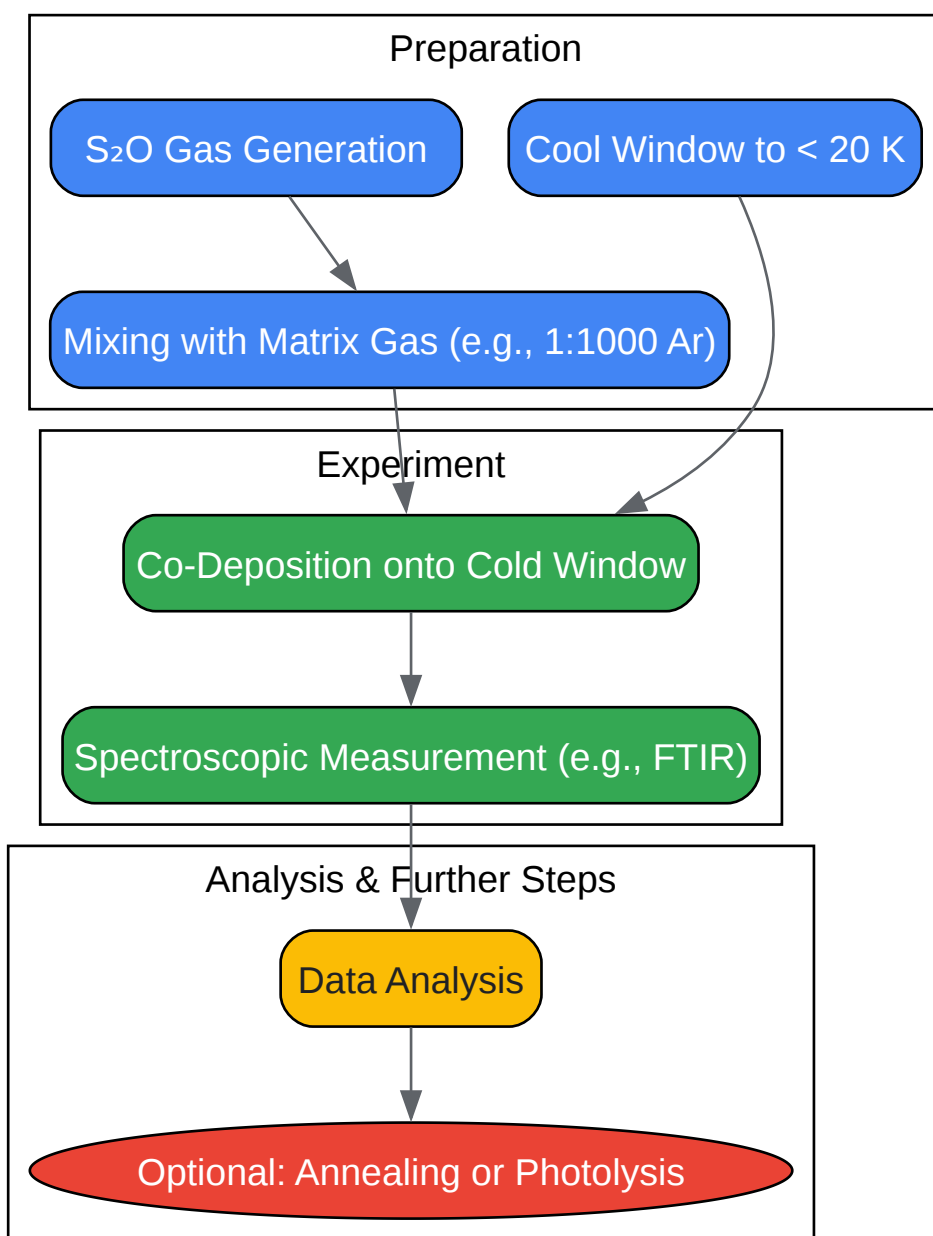 Preparation
S₂O Gas Generation
Cool Window to < 20 K
Mixing with Matrix Gas (e.g., 1:1000 Ar)
Experiment
Co-Deposition onto Cold Window
Spectroscopic Measurement (e.g., FTIR)
Analysis & Further Steps
Data Analysis
Optional: Annealing or Photolysis